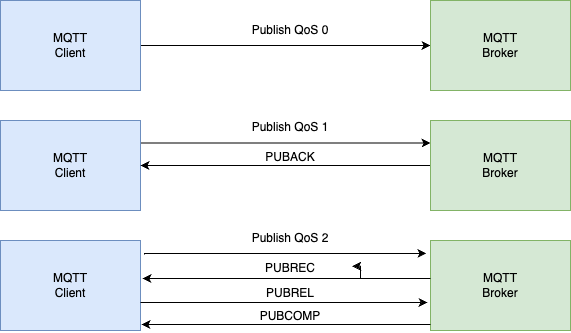 MQTT
Client
Publish QoS 0
MQTT
Broker
MQTT
Client
Publish QoS 1
PUBACK
MQTT
Broker
MQTT
Client
Publish QoS 2
PUBREC
PUBREL
PUBCOMP
MQTT
Broker